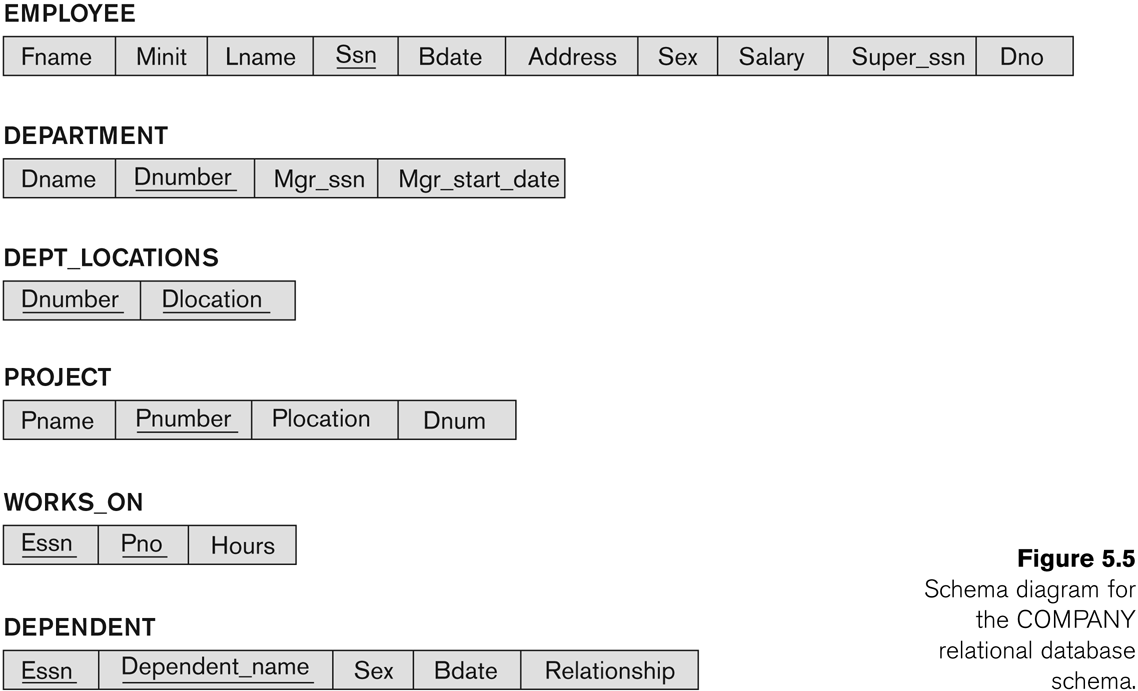 EMPLOYEE
Fname Minit Lname Ssn Bdate Address Sex Salary Super_ssn Dno
DEPARTMENT
Dname Dnumber Mgr_ssn Mgr_start_date
DEPT_LOCATIONS
Dnumber Dlocation
PROJECT
Pname Pnumber Plocation Dnum
WORKS_ON
Essn Pno Hours
DEPENDENT
Essn Dependent_name Sex Bdate Relationship
Figure 5.5
Schema diagram for
the COMPANY
relational database
schema.